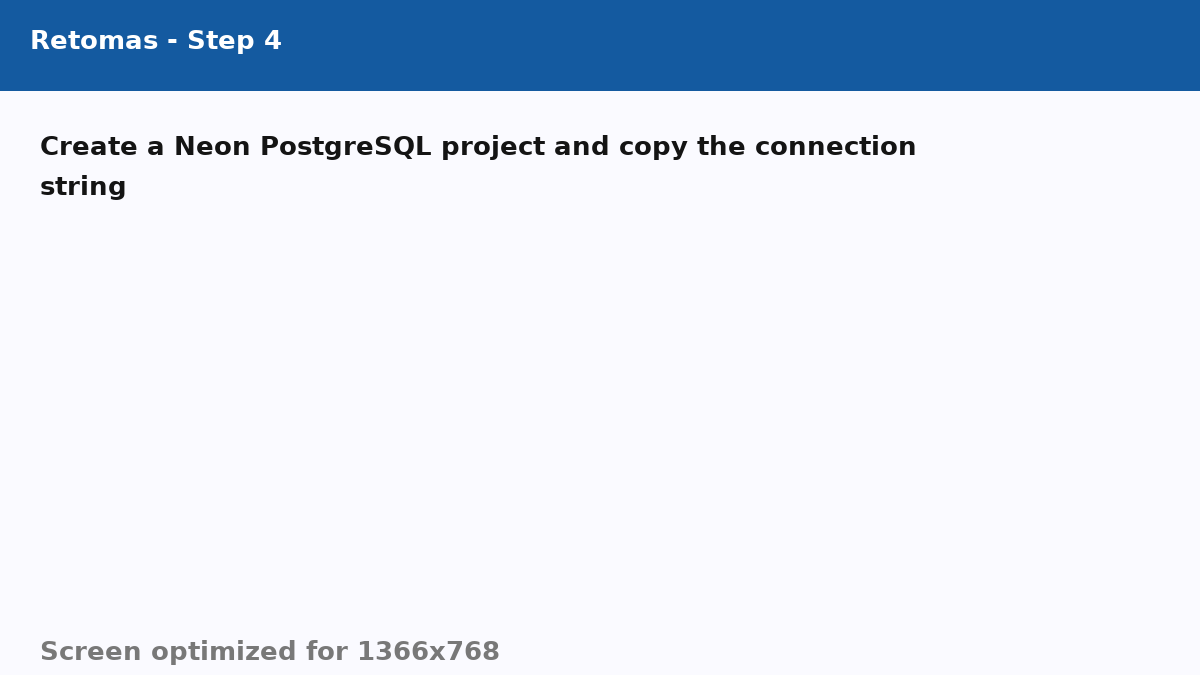 Retomas - Step 4
Create a Neon PostgreSQL project and copy the connection
string
Screen optimized for 1366x768